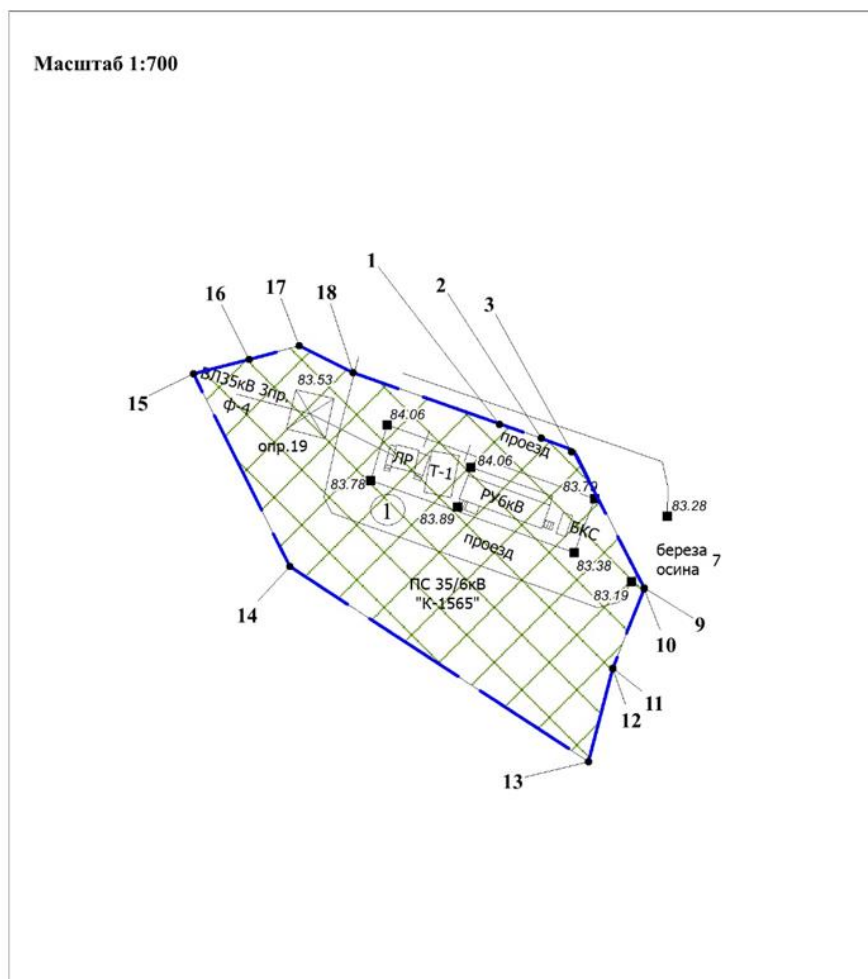 Масштаб 1:700
1
2
3
17
18
16
15
ВЛ35кВ 3пр.
ф-4
83.53
опр.19
84.06
ЛР
Т-1
84.06
проезд
83.78
1
83.89
РУ6кВ
83.79
БКС
83.28
проезд
83.38
береза 7
осина
83.19
ПС 35/6кВ
"К-1565"
14
9
10
11
12
13